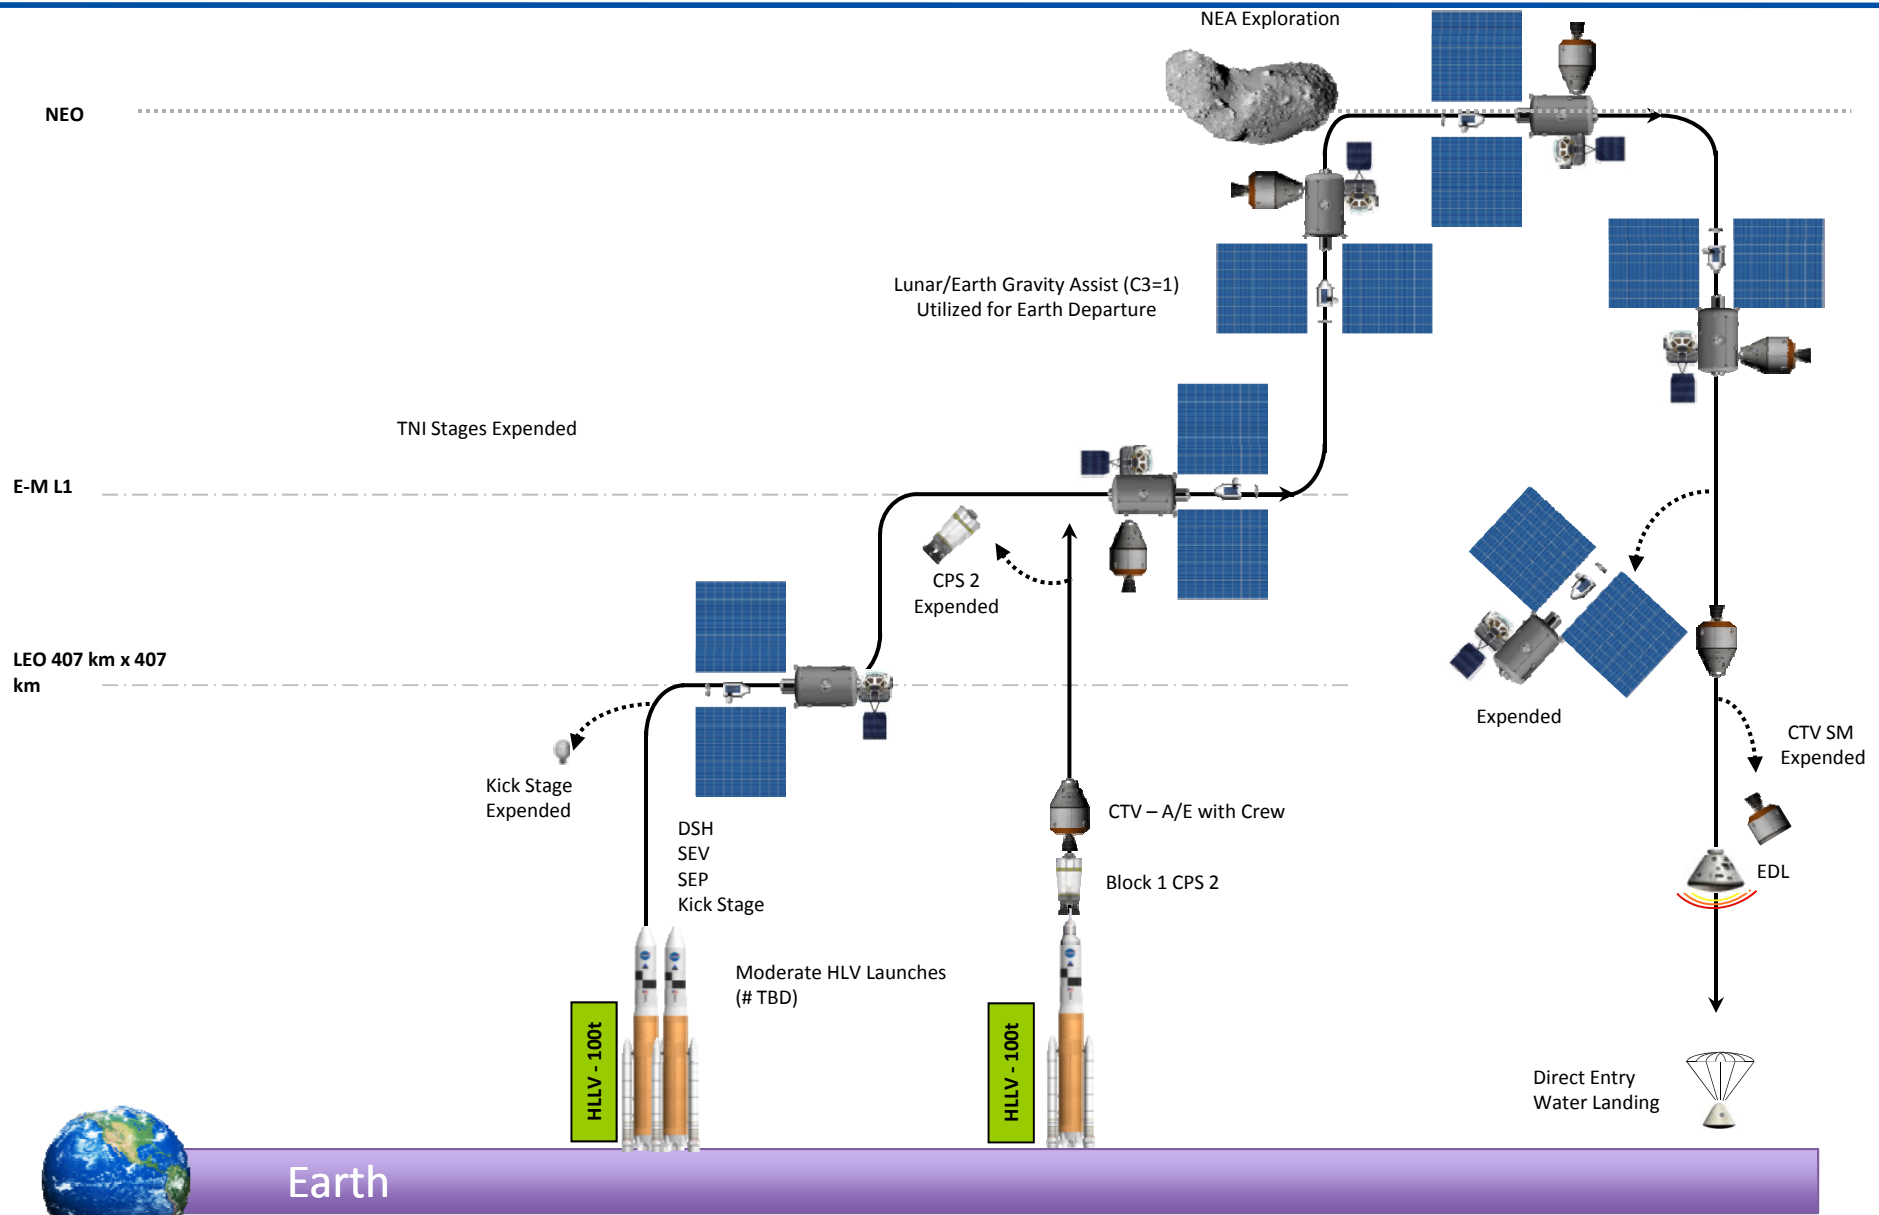 NEA Exploration
NEO
Lunar/Earth Gravity Assist (C3=1)
Utilized for Earth Departure
TNI Stages Expended
E-M L1
CPS 2
Expended
LEO 407 km x 407
km
Expended
CTV SM
Expended
Kick Stage
Expended
CTV – A/E with Crew
DSH
SEV
SEP
Kick Stage
Block 1 CPS 2
EDL
Moderate HLV Launches
(# TBD)
HLLV - 100t
HLLV - 100t
Direct Entry
Water Landing
Earth